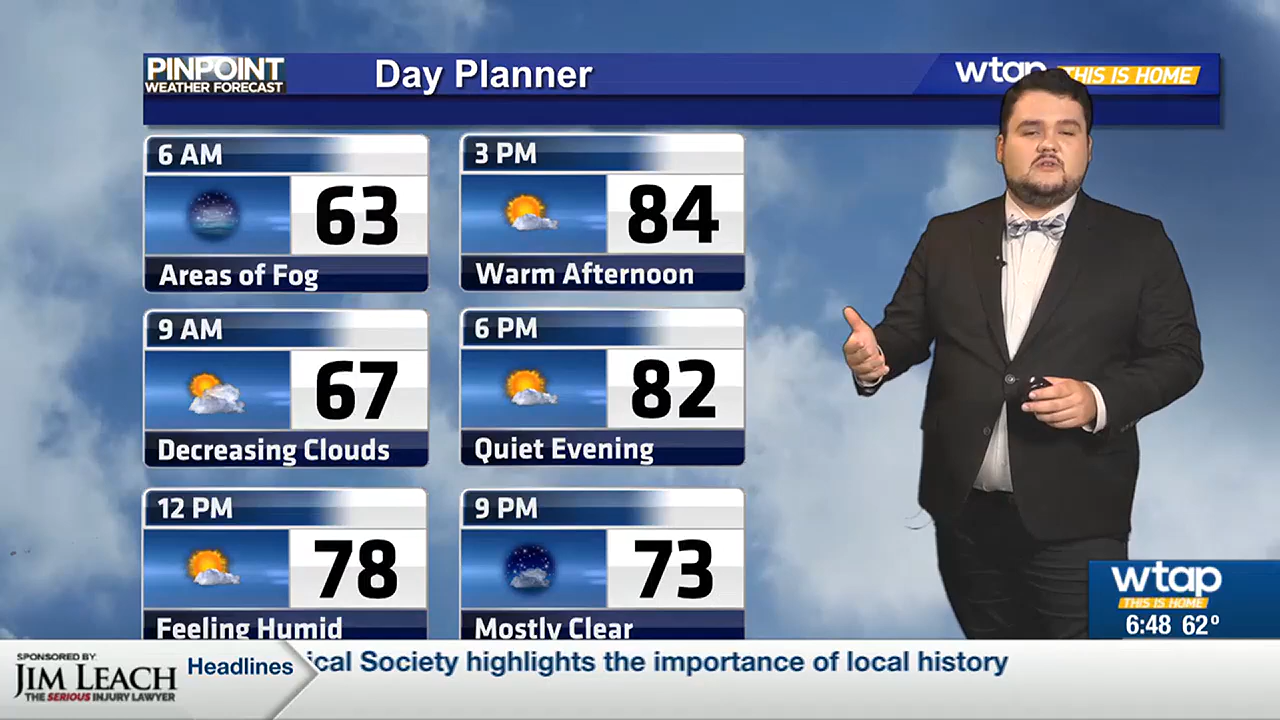 PINPOINT
WEATHER FORECAST
Day Planner
wtap
THIS IS HOME
6 AM
63
Areas of Fog
3 PM
84
Warm Afternoon
9 AM
67
Decreasing Clouds
6 PM
82
Quiet Evening
12 PM
78
Feeling Humid
9 PM
73
Mostly Clear
wtap
THIS IS HOME
6:48 62°
SPONSORED BY:
JIM LEACH
THE SERIOUS INJURY LAWYER
Headlines
ical Society highlights the importance of local history